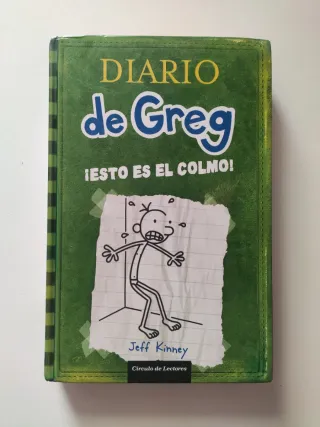 DIARIO
de Greg
¡ESTO ES EL COLMO!
Jeff Kinney
Círculo de Lectores